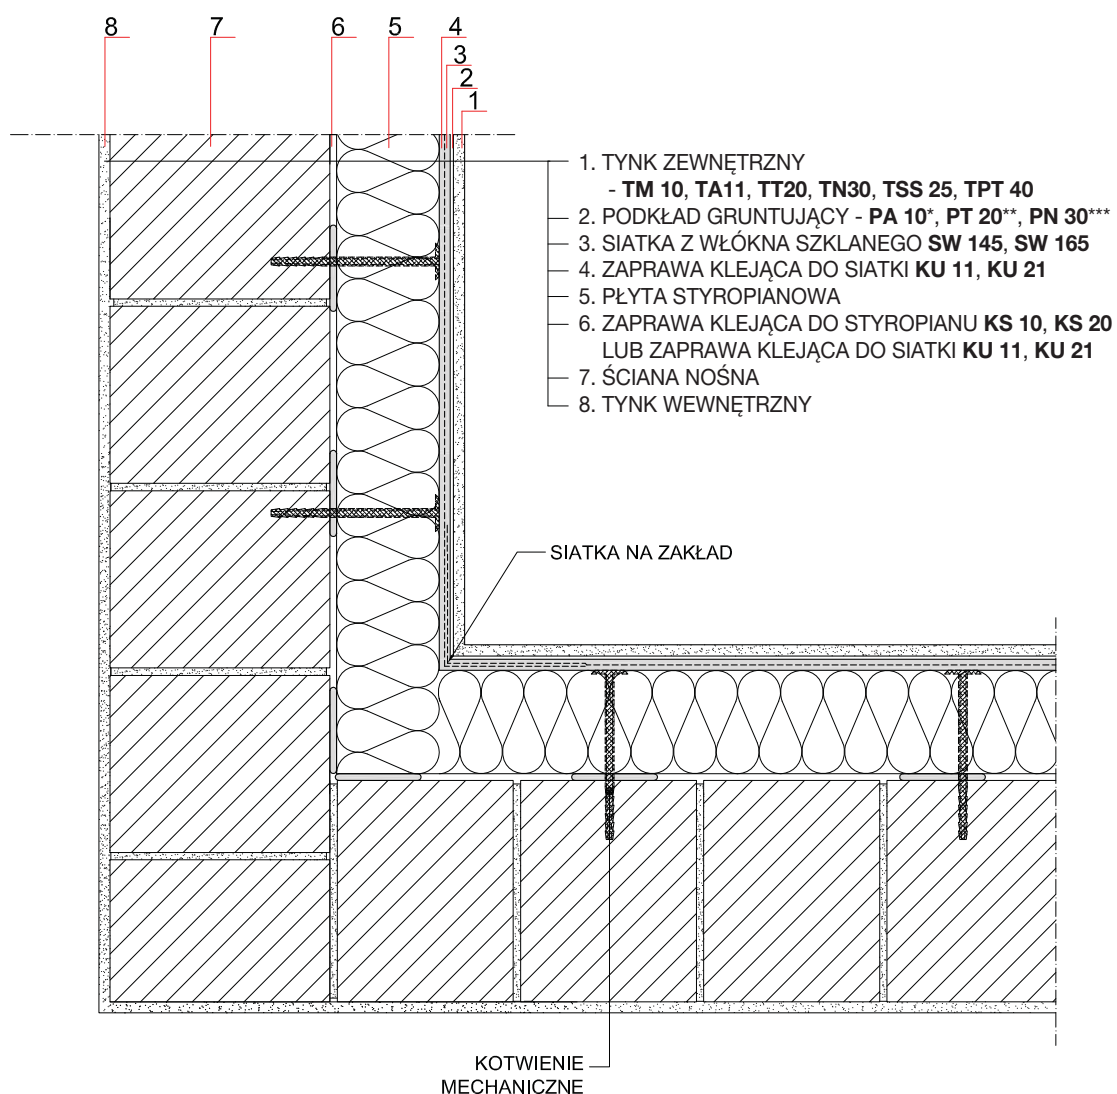 8 7 6 5 4
3
2
1
1. TYNK ZEWNĘTRZNY
- TM 10, TA11, TT20, TN30, TSS 25, TPT 40
2. PODKŁAD GRUNTUJĄCY - PA 10*, PT 20**, PN 30***
3. SIATKA Z WŁÓKNA SZKLANEGO SW 145, SW 165
4. ZAPRAWA KLEJĄCA DO SIATKI KU 11, KU 21
5. PŁYTA STYROPIANOWA
6. ZAPRAWA KLEJĄCA DO STYROPIANU KS 10, KS 20
LUB ZAPRAWA KLEJĄCA DO SIATKI KU 11, KU 21
7. ŚCIANA NOŚNA
8. TYNK WEWNĘTRZNY
SIATKA NA ZAKŁAD
KOTWIENIE
MECHANICZNE